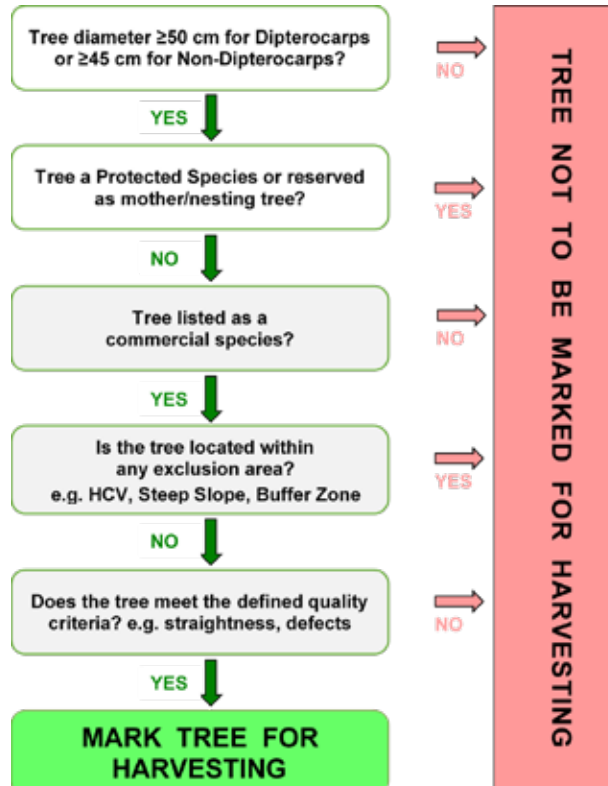 Tree diameter ≥50 cm for Dipterocarps
or ≥45 cm for Non-Dipterocarps?
NO
YES
Tree a Protected Species or reserved
as mother/nesting tree?
YES
NO
Tree listed as a
commercial species?
NO
YES
Is the tree located within
any exclusion area?
e.g. HCV, Steep Slope, Buffer Zone
YES
NO
Does the tree meet the defined quality
criteria? e.g. straightness, defects
NO
YES
MARK TREE FOR
HARVESTING
TREE NOT TO BE MARKED FOR HARVESTING